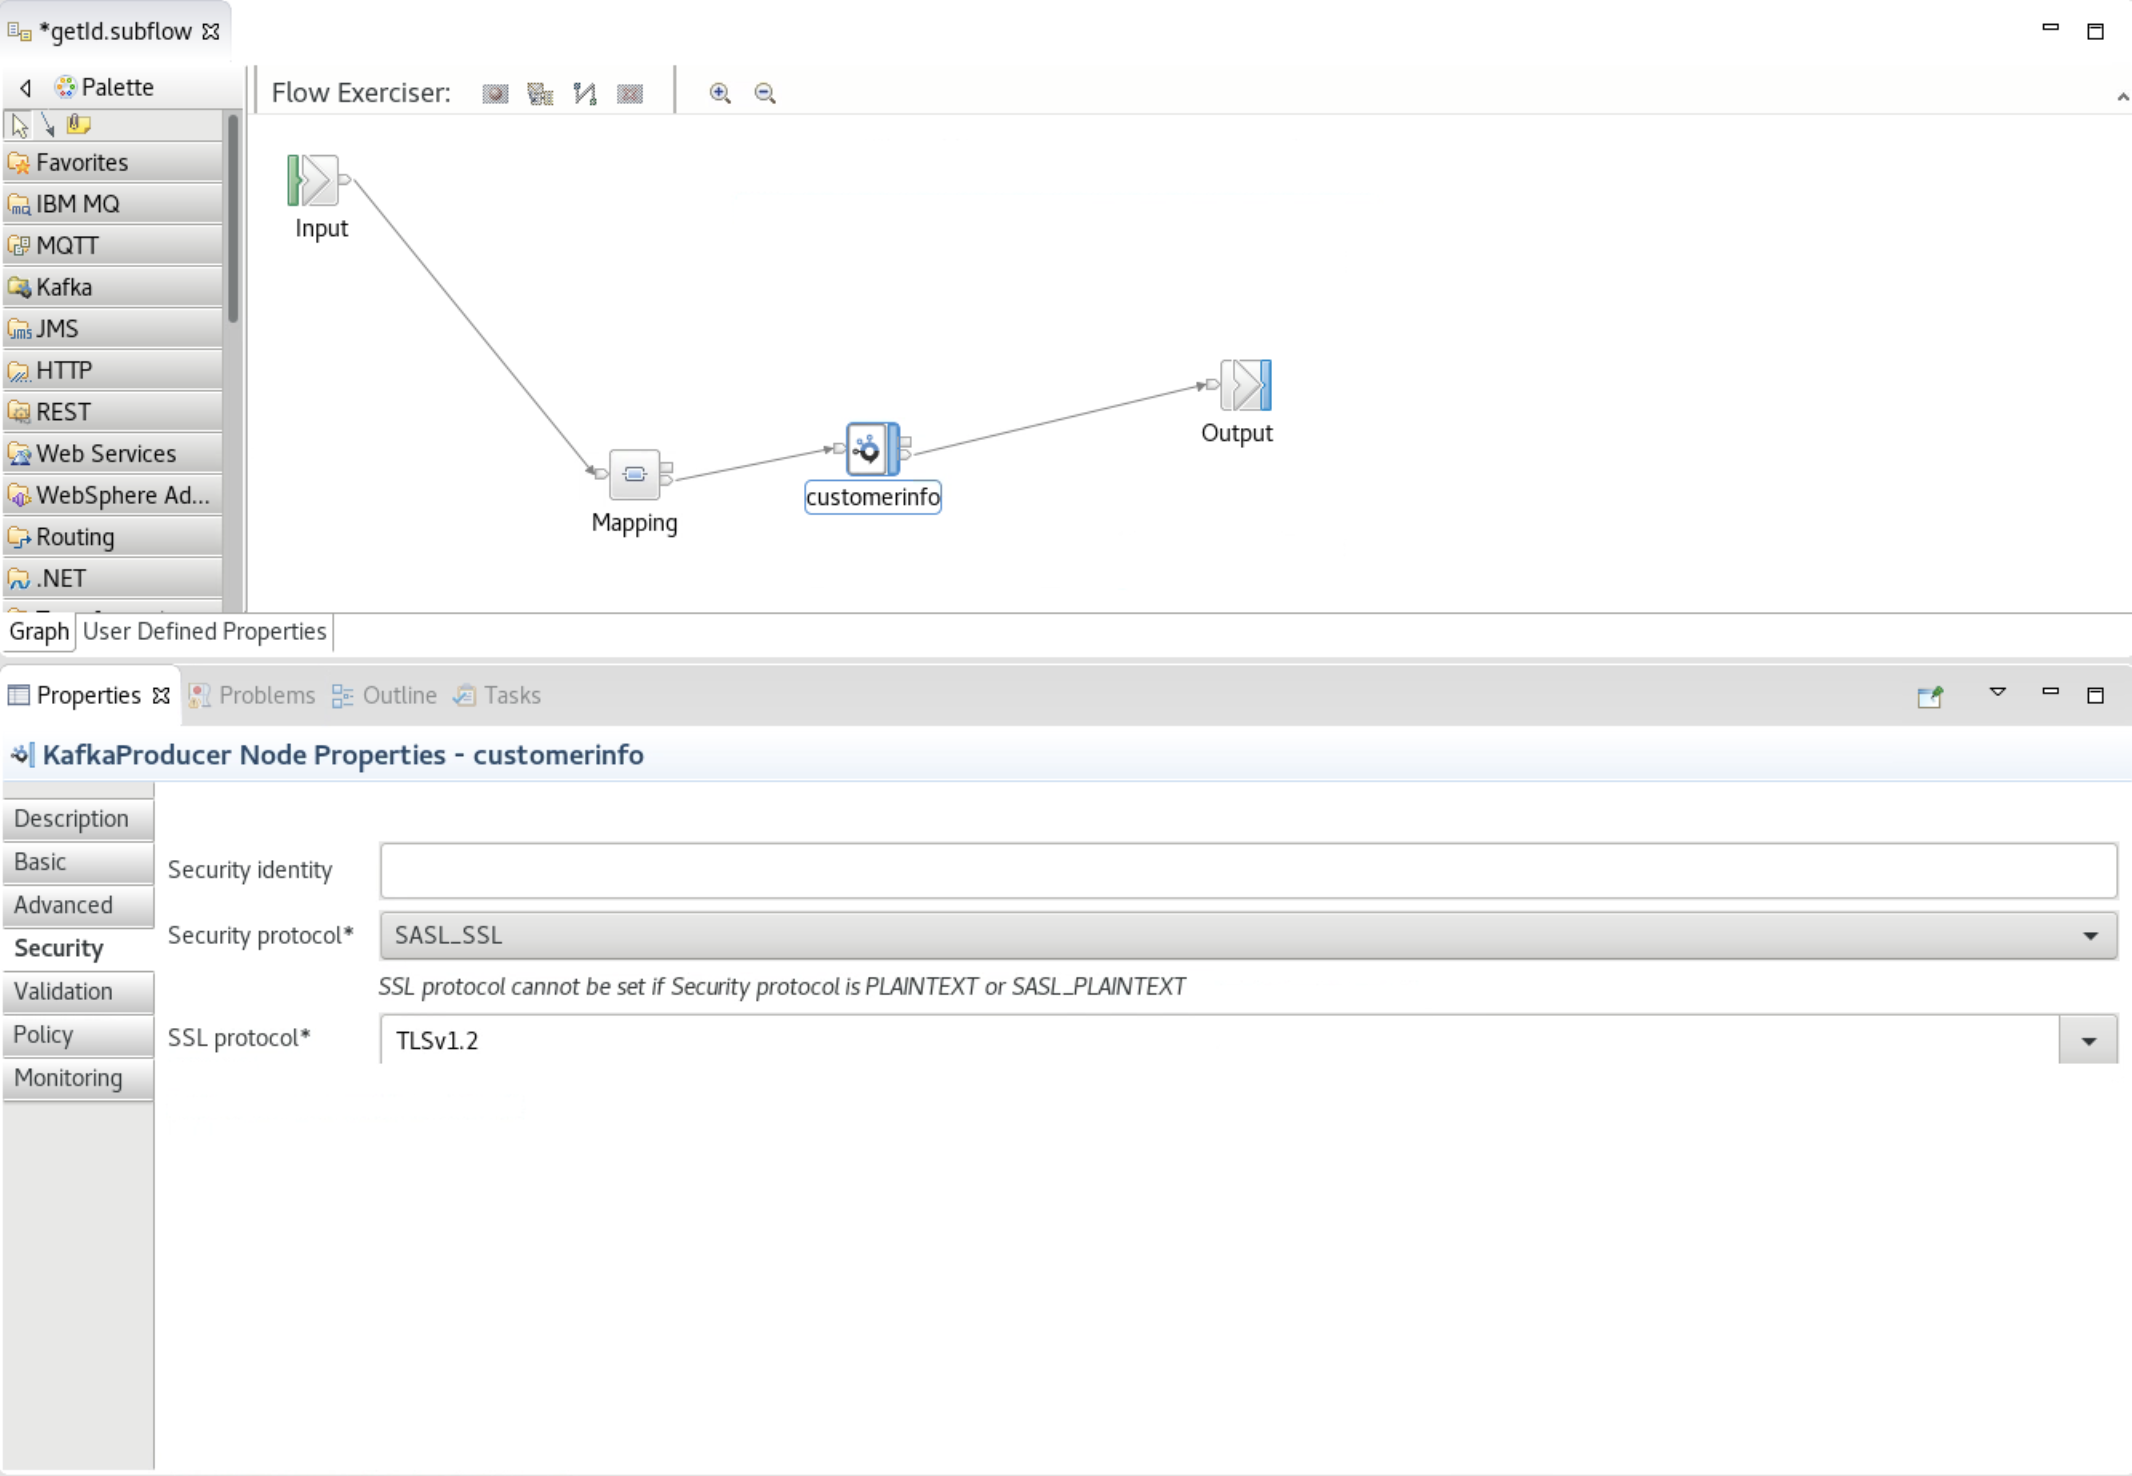 *getId.subflow
Palette
Flow Exerciser:
Favorites
IBM MQ
MQTT
Kafka
JMS
HTTP
REST
Web Services
WebSphere Ad...
Routing
.NET
Input
Mapping
customerinfo
Output
Graph User Defined Properties
Properties Problems Outline Tasks
KafkaProducer Node Properties - customerinfo
Description
Basic
Advanced
Security
Validation
Policy
Monitoring
Security identity
Security protocol* SASL_SSL
SSL protocol cannot be set if Security protocol is PLAINTEXT or SASL_PLAINTEXT
SSL protocol* TLSv1.2